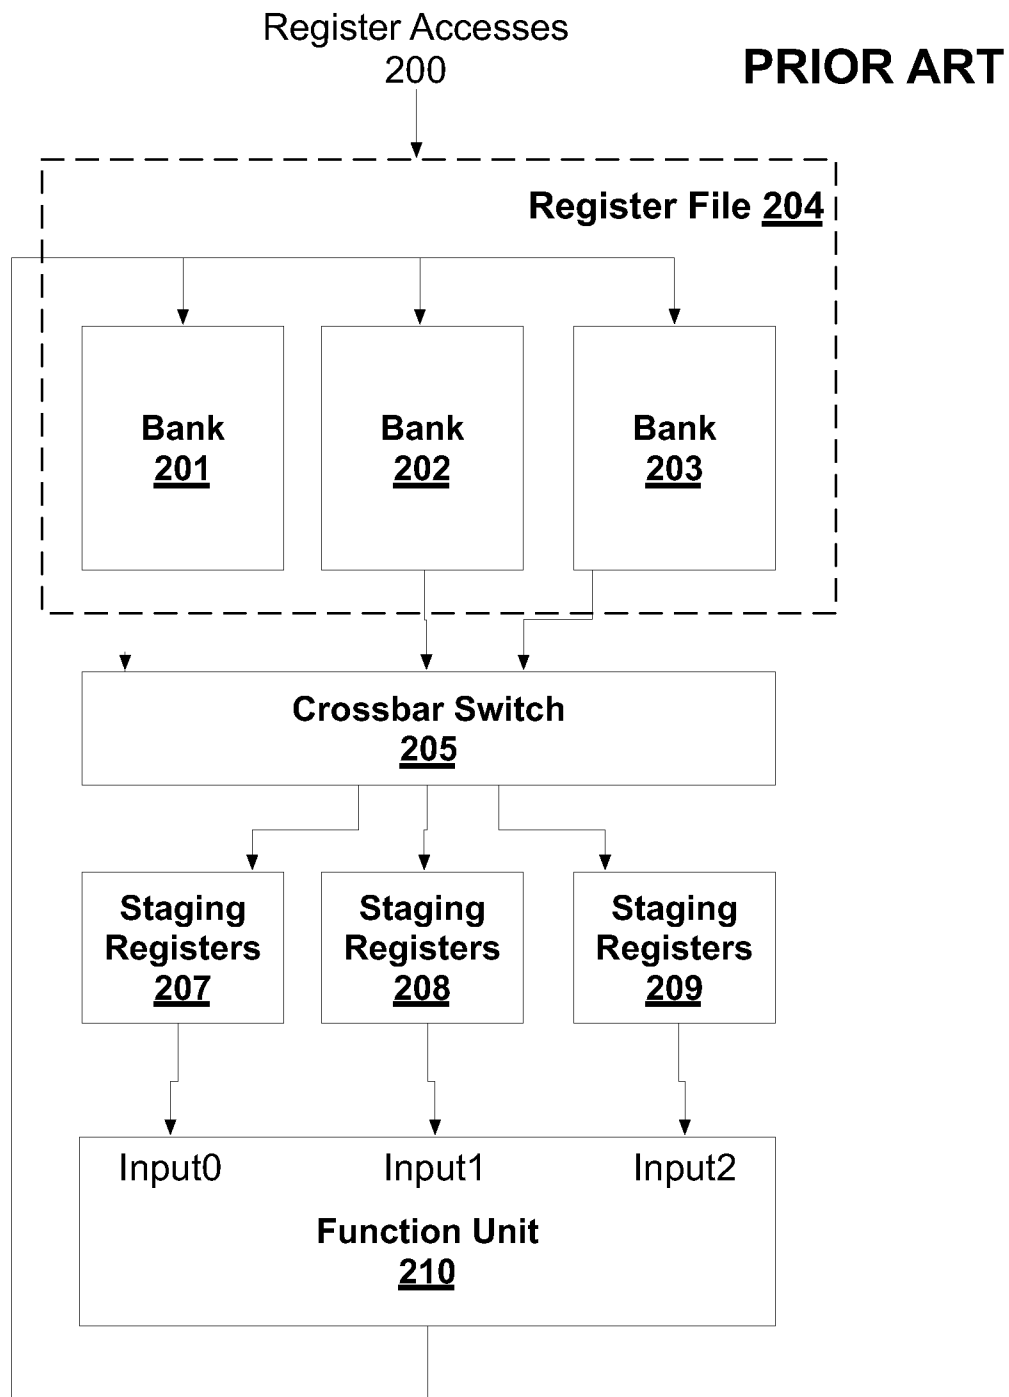 Register Accesses
200
PRIOR ART
Register File 204
Bank
201
Bank
202
Bank
203
Crossbar Switch
205
Staging
Registers
207
Staging
Registers
208
Staging
Registers
209
Input0
Input1
Input2
Function Unit
210